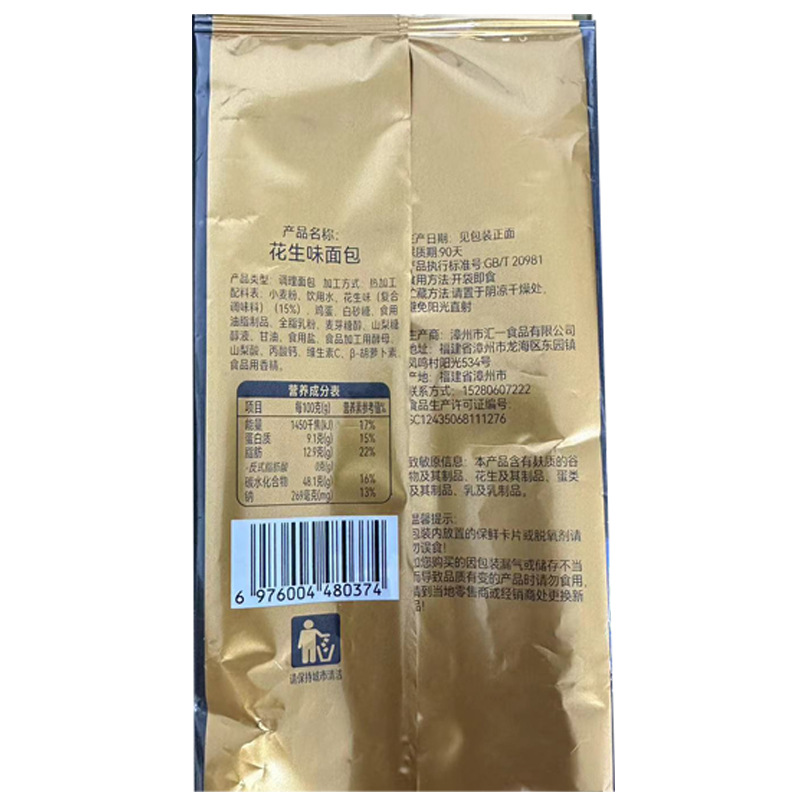 产品名称：
花生味面包
产品类型：调理面包 加工方式：热加工
配料表：小麦粉、饮用水、花生味（复合
调味料）（15%）、鸡蛋、白砂糖、食用
油脂制品、全脂乳粉、麦芽糖醇、山梨糖
醇液、甘油、食用盐、食品加工用酵母、
山梨酸、丙酸钙、维生素C、β-胡萝卜素
食品用香精。
营养成分表
项目 每100克(g) 营养素参考值%
能量 1450千焦(kJ) 17%
蛋白质 9.1克(g) 15%
脂肪 12.9克(g) 22%
-反式脂肪酸 0克(g)
碳水化合物 48.1克(g) 16%
钠 269毫克(mg) 13%
6 976004 480374
请保持城市清洁
生产日期：见包装正面
保质期:90天
产品执行标准号:GB/T 20981
食用方法:开袋即食
贮藏方法:请置于阴凉干燥处,
避免阳光直射
生产商：漳州市汇一食品有限公司
地址：福建省漳州市龙海区东园镇
凤鸣村阳光534号
产地：福建省漳州市
联系方式：15280607222
食品生产许可证编号：
SC12435068111276
致敏原信息：本产品含有麸质的谷
物及其制品、花生及其制品、蛋类
及其制品、乳及乳制品。
温馨提示：
包装内放置的保鲜卡片或脱氧剂请
勿误食!
如您购买的因包装漏气或储存不当
而导致品质有变的产品时请勿食用,
请到当地零售商或经销商处更换新
品!